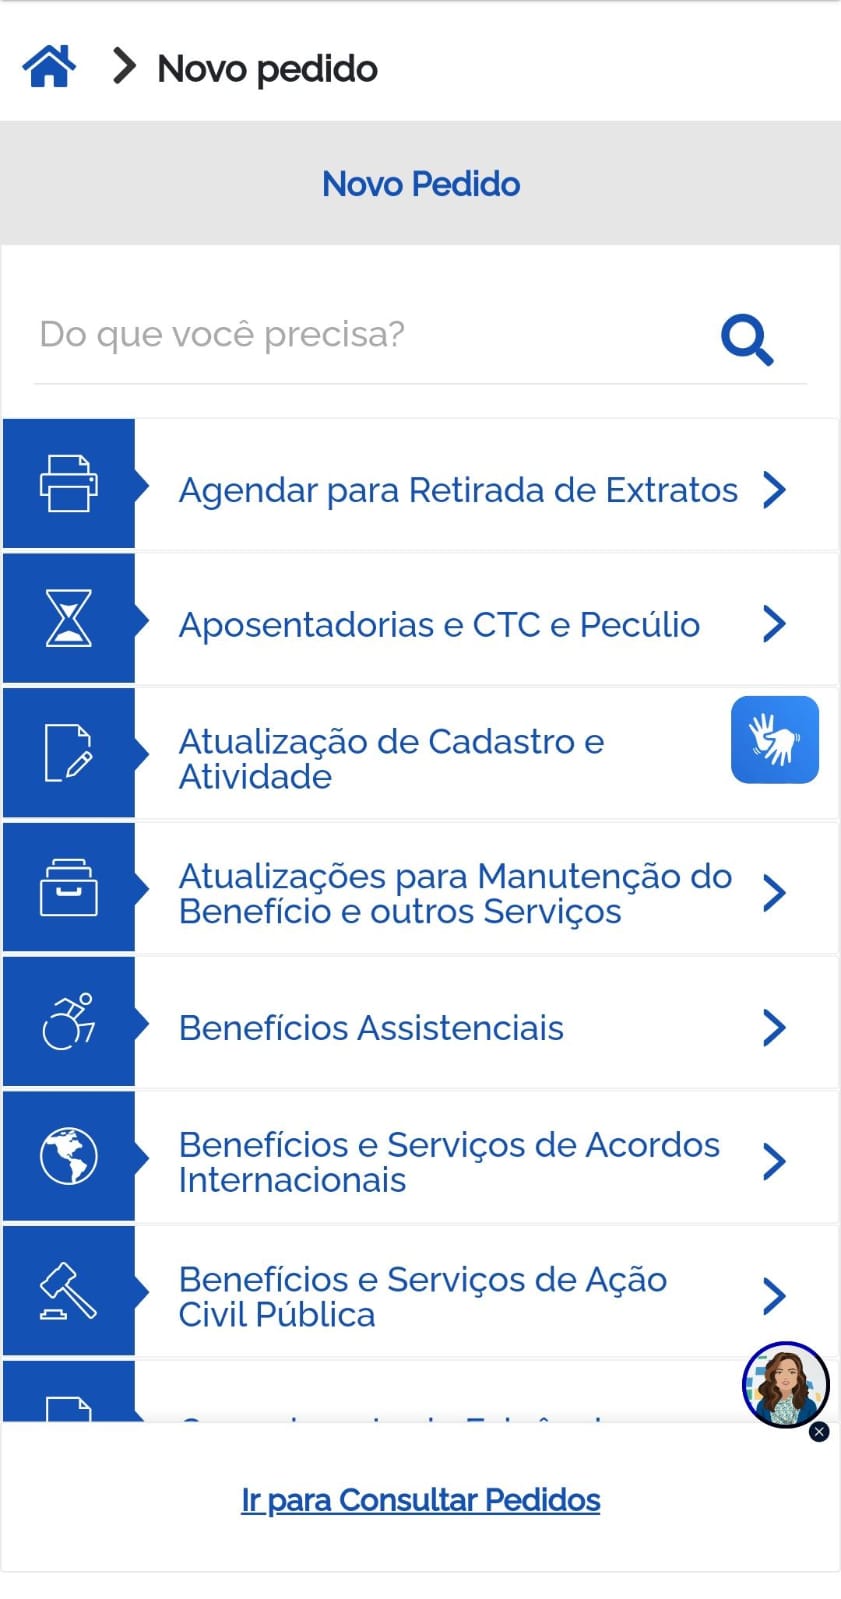 Novo pedido
Novo Pedido
Do que você precisa?
Agendar para Retirada de Extratos
Aposentadorias e CTC e Pecúlio
Atualização de Cadastro e
Atividade
Atualizações para Manutenção do
Benefício e outros Serviços
Benefícios Assistenciais
Benefícios e Serviços de Acordos
Internacionais
Benefícios e Serviços de Ação
Civil Pública
Ir para Consultar Pedidos